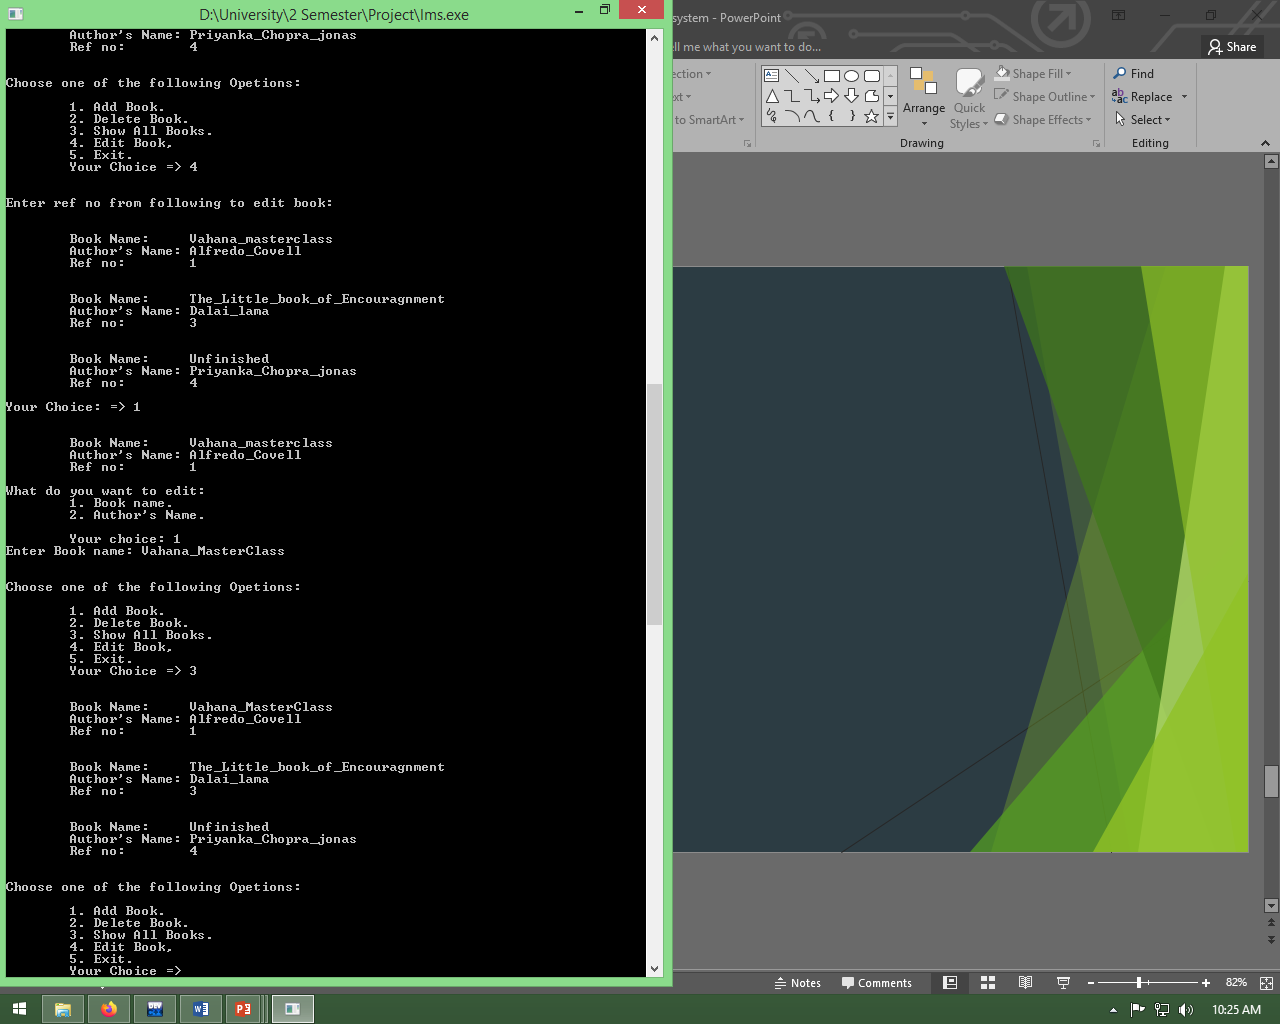 D:\University\2 Semester\Project\lms.exe
Author's Name: Priyanka_Chopra_jonas
Ref no: 4
Choose one of the following Opetions:
1. Add Book.
2. Delete Book.
3. Show All Books.
4. Edit Book,
5. Exit.
Your Choice => 4
Enter ref no from following to edit book:
Book Name: Vahana_masterclass
Author's Name: Alfredo_Covell
Ref no: 1
Book Name: The_Little_book_of_Encouragnment
Author's Name: Dalai_lama
Ref no: 3
Book Name: Unfinished
Author's Name: Priyanka_Chopra_jonas
Ref no: 4
Your Choice: => 1
Book Name: Vahana_masterclass
Author's Name: Alfredo_Covell
Ref no: 1
What do you want to edit:
1. Book name.
2. Author's Name.
Your choice: 1
Enter Book name: Vahana_MasterClass
Choose one of the following Opetions:
1. Add Book.
2. Delete Book.
3. Show All Books.
4. Edit Book,
5. Exit.
Your Choice => 3
Book Name: Vahana_MasterClass
Author's Name: Alfredo_Covell
Ref no: 1
Book Name: The_Little_book_of_Encouragnment
Author's Name: Dalai_lama
Ref no: 3
Book Name: Unfinished
Author's Name: Priyanka_Chopra_jonas
Ref no: 4
Choose one of the following Opetions:
1. Add Book.
2. Delete Book.
3. Show All Books.
4. Edit Book,
5. Exit.
Your Choice =>
system - PowerPoint
ell me what you want to do...
Share
ection
ext
to SmartArt
Arrange
Quick Styles
Shape Fill
Shape Outline
Shape Effects
Drawing
Find
Replace
Select
Editing
Notes
Comments
82%
10:25 AM